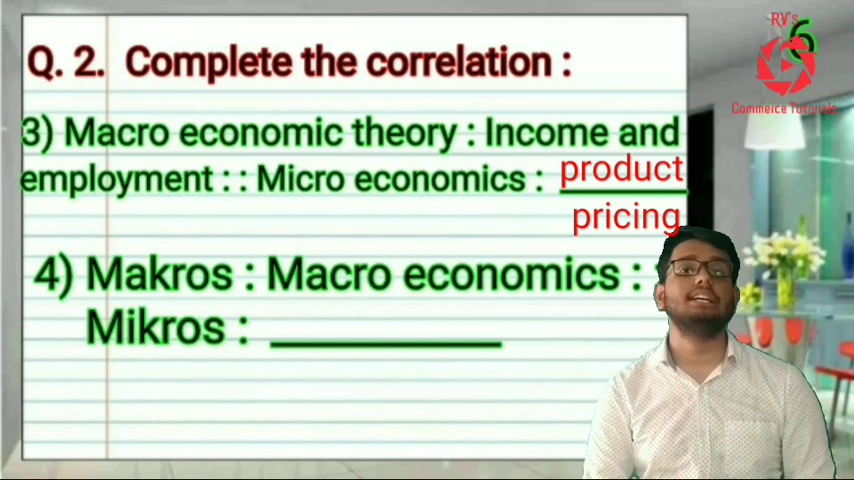 RV's
Commerce Tutorials
Q. 2. Complete the correlation :
3) Macro economic theory : Income and
employment : : Micro economics : product
pricing
4) Makros : Macro economics :
Mikros :